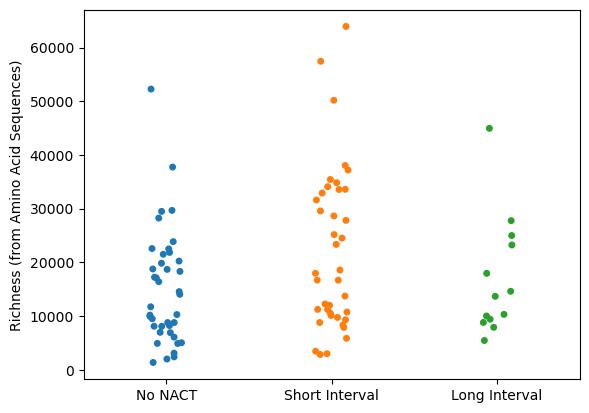 Richness (from Amino Acid Sequences)
60000
50000
40000
30000
20000
10000
0
No NACT
Short Interval
Long Interval